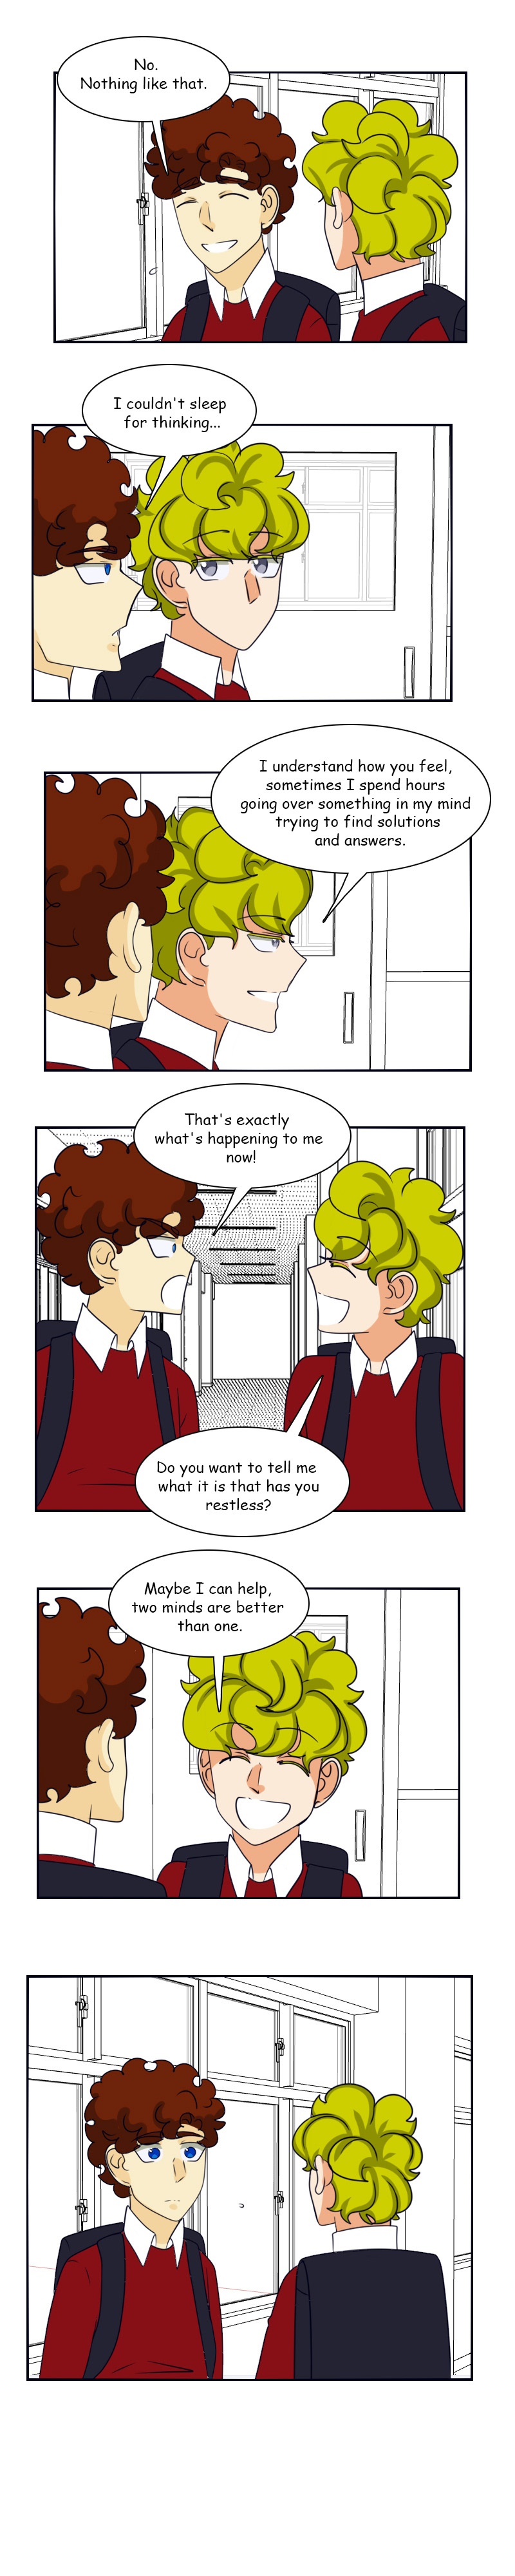 No.
Nothing like that.
I couldn't sleep
for thinking...
I understand how you feel,
sometimes I spend hours
going over something in my mind
trying to find solutions
and answers.
That's exactly
what's happening to me
now!
Do you want to tell me
what it is that has you
restless?
Maybe I can help,
two minds are better
than one.